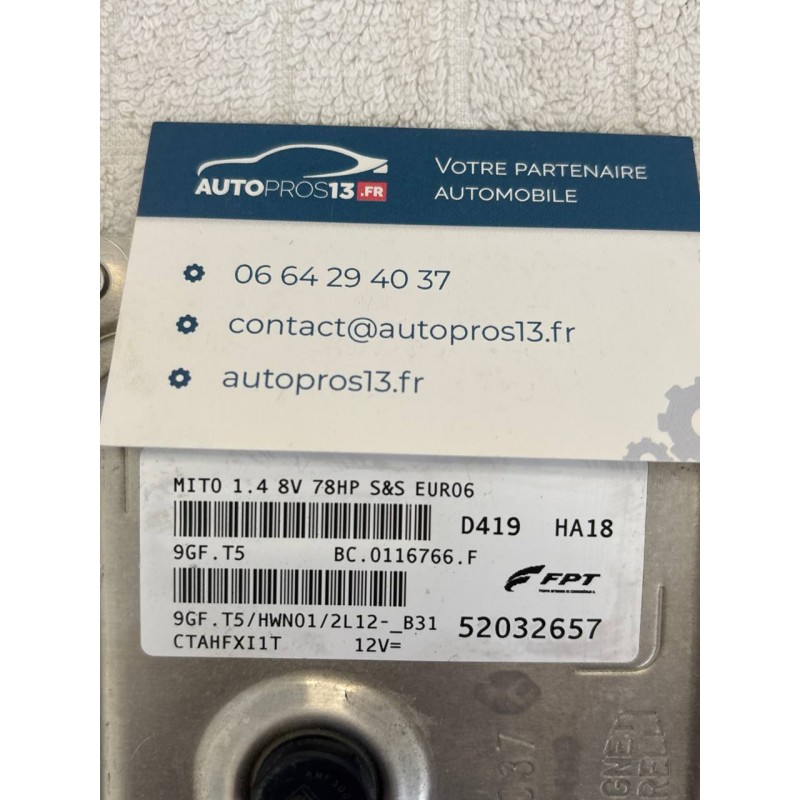 AUTOPROS13.FR
VOTRE PARTENAIRE
AUTOMOBILE
06 64 29 40 37
contact@autopros13.fr
autopros13.fr
MITO 1.4 8V 78HP S&S EURO6
D419 HA18
9GF.T5 BC.0116766.F
FPT
9GF.T5/HWN01/2L12-_B31 52032657
CTAHFXI1T 12V=